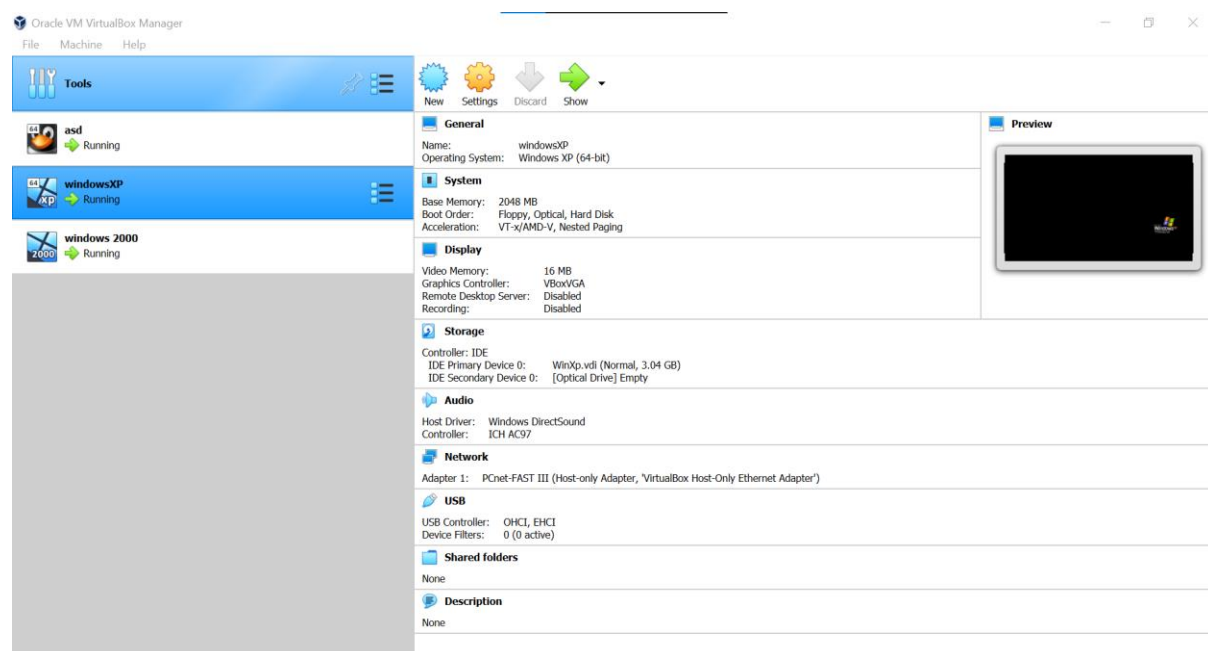 Oracle VM VirtualBox Manager
File Machine Help
Tools
New Settings Discard Show
64
asd
Running
64
XP
windowsXP
Running
2000
windows 2000
Running
General
Name: windowsXP
Operating System: Windows XP (64-bit)
System
Base Memory: 2048 MB
Boot Order: Floppy, Optical, Hard Disk
Acceleration: VT-x/AMD-V, Nested Paging
Display
Video Memory: 16 MB
Graphics Controller: VBoxVGA
Remote Desktop Server: Disabled
Recording: Disabled
Storage
Controller: IDE
IDE Primary Device 0: WinXp.vdi (Normal, 3.04 GB)
IDE Secondary Device 0: [Optical Drive] Empty
Audio
Host Driver: Windows DirectSound
Controller: ICH AC97
Network
Adapter 1: PCnet-FAST III (Host-only Adapter, 'VirtualBox Host-Only Ethernet Adapter')
USB
USB Controller: OHCI, EHCI
Device Filters: 0 (0 active)
Shared folders
None
Description
None
Preview